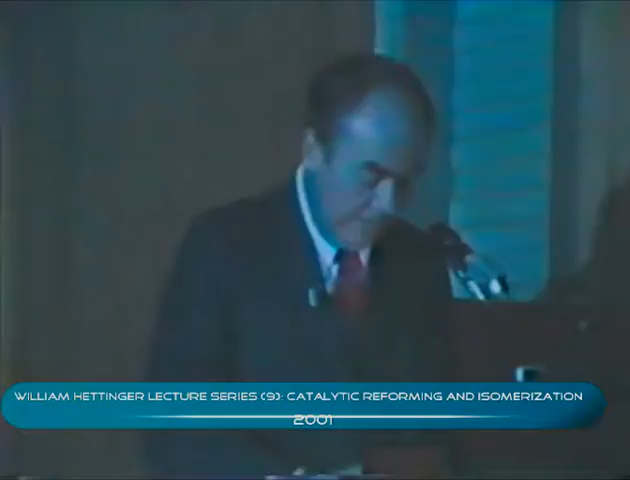 WILLIAM HETTINGER LECTURE SERIES (9): CATALYTIC REFORMING AND ISOMERIZATION
2001